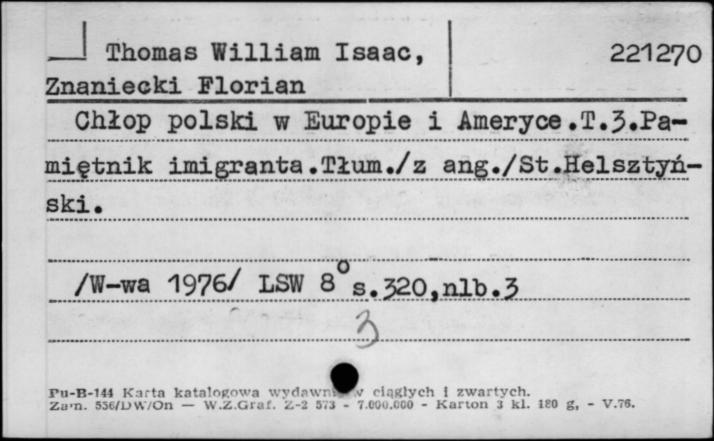 Thomas William Isaac, 221270
Znaniecki Florian
Chłop polski w Europie i Ameryce.T.3.Pa-
miętnik imigranta.Tłum./z ang./St.Helsztyń-
ski.
/W-wa 1976/ LSW 8° s.320,nlb.3
3
Pu-B-144 Karta katalogowa wydawn ciągłych i zwartych.
Zam. 556/DW/On — W.Z.Graf. Z-2 573 - 7.000.000 - Karton 3 kl. 180 g, - V.76.